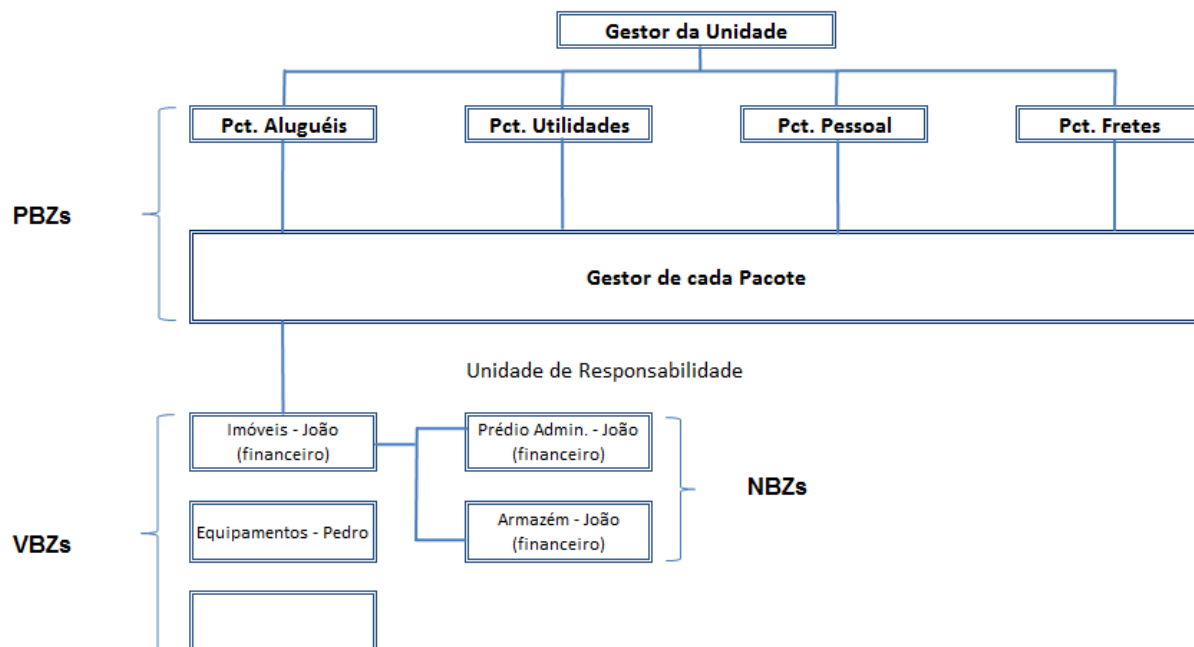 Gestor da Unidade
Pct. Aluguéis
Pct. Utilidades
Pct. Pessoal
Pct. Fretes
PBZs
Gestor de cada Pacote
Unidade de Responsabilidade
Imóveis - João
(financeiro)
Prédio Admin. - João
(financeiro)
NBZs
Equipamentos - Pedro
Armazém - João
(financeiro)
VBZs